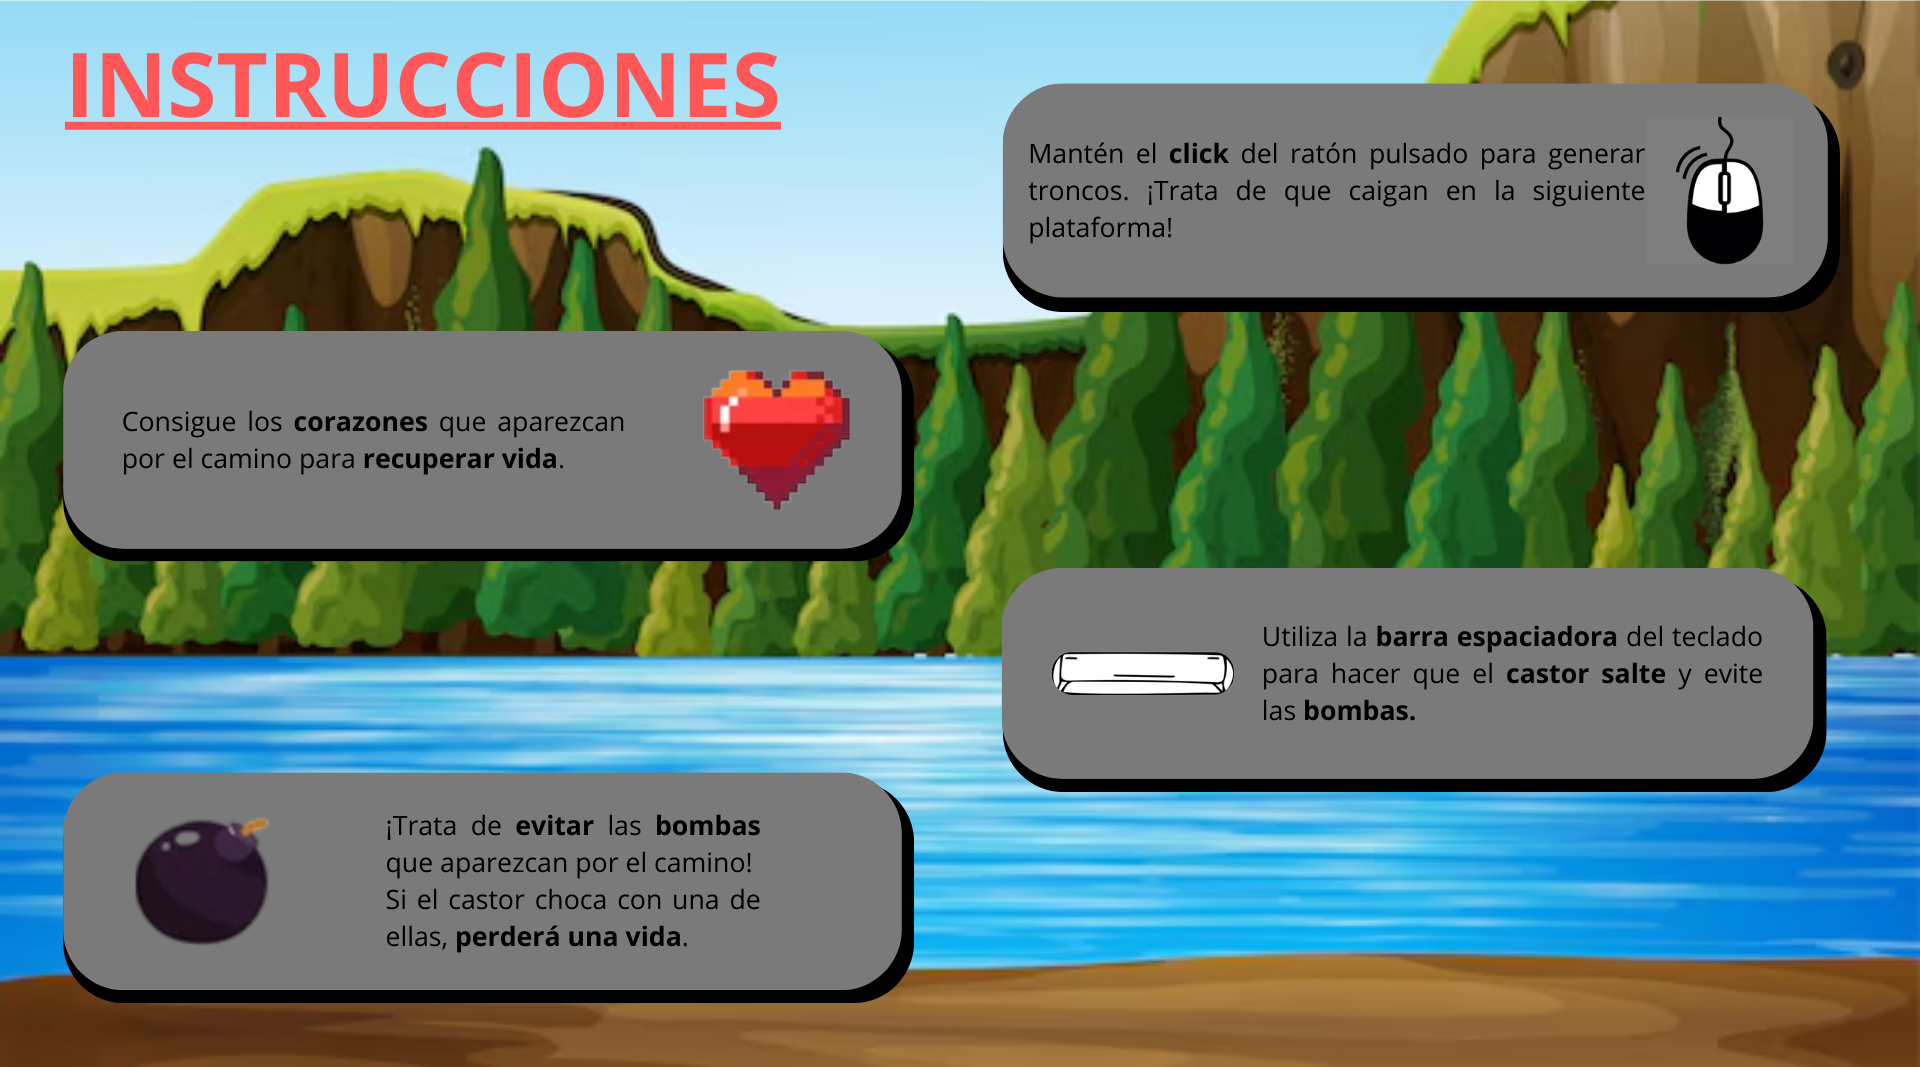 INSTRUCCIONES
Mantén el click del ratón pulsado para generar
troncos. ¡Trata de que caigan en la siguiente
plataforma!
Consigue los corazones que aparezcan
por el camino para recuperar vida.
Utiliza la barra espaciadora del teclado
para hacer que el castor salte y evite
las bombas.
¡Trata de evitar las bombas
que aparezcan por el camino!
Si el castor choca con una de
ellas, perderá una vida.